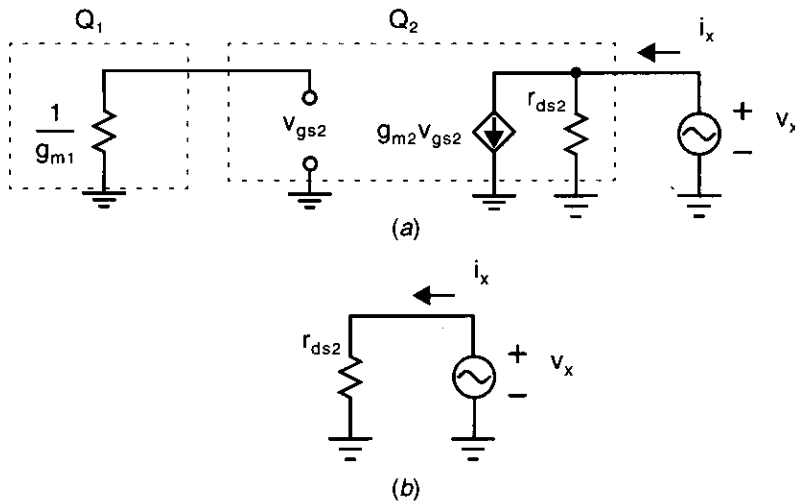 Q1
Q2
ix
1
gm1
vgs2
gm2vgs2
rds2
+
−
vx
(a)
ix
rds2
+
−
vx
(b)